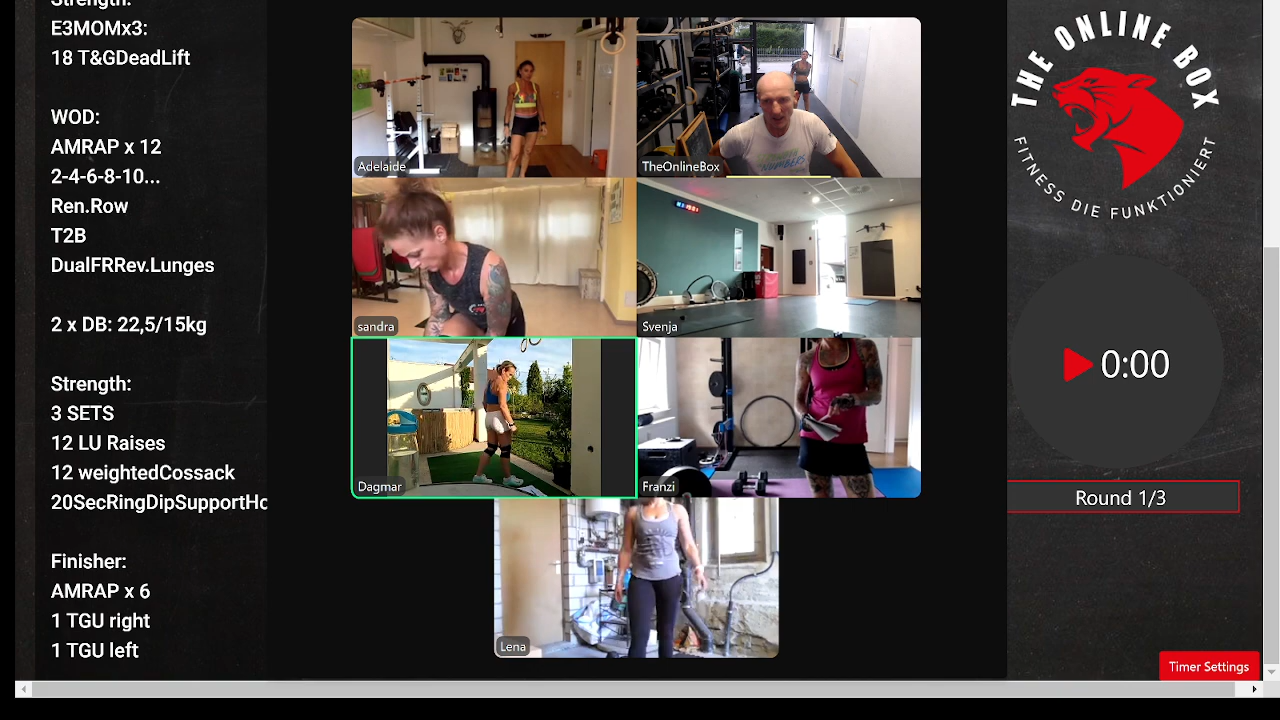 Strength:
E3MOMx3:
18 T&GDeadLift
WOD:
AMRAP x 12
2-4-6-8-10...
Ren.Row
T2B
DualFRRev.Lunges
2 x DB: 22,5/15kg
Strength:
3 SETS
12 LU Raises
12 weightedCossack
20SecRingDipSupportHo
Finisher:
AMRAP x 6
1 TGU right
1 TGU left
Adelaide
TheOnlineBox
sandra
Svenja
Dagmar
Franzi
Lena
THE ONLINE BOX
FITNESS DIE FUNKTIONIERT
0:00
Round 1/3
Timer Settings